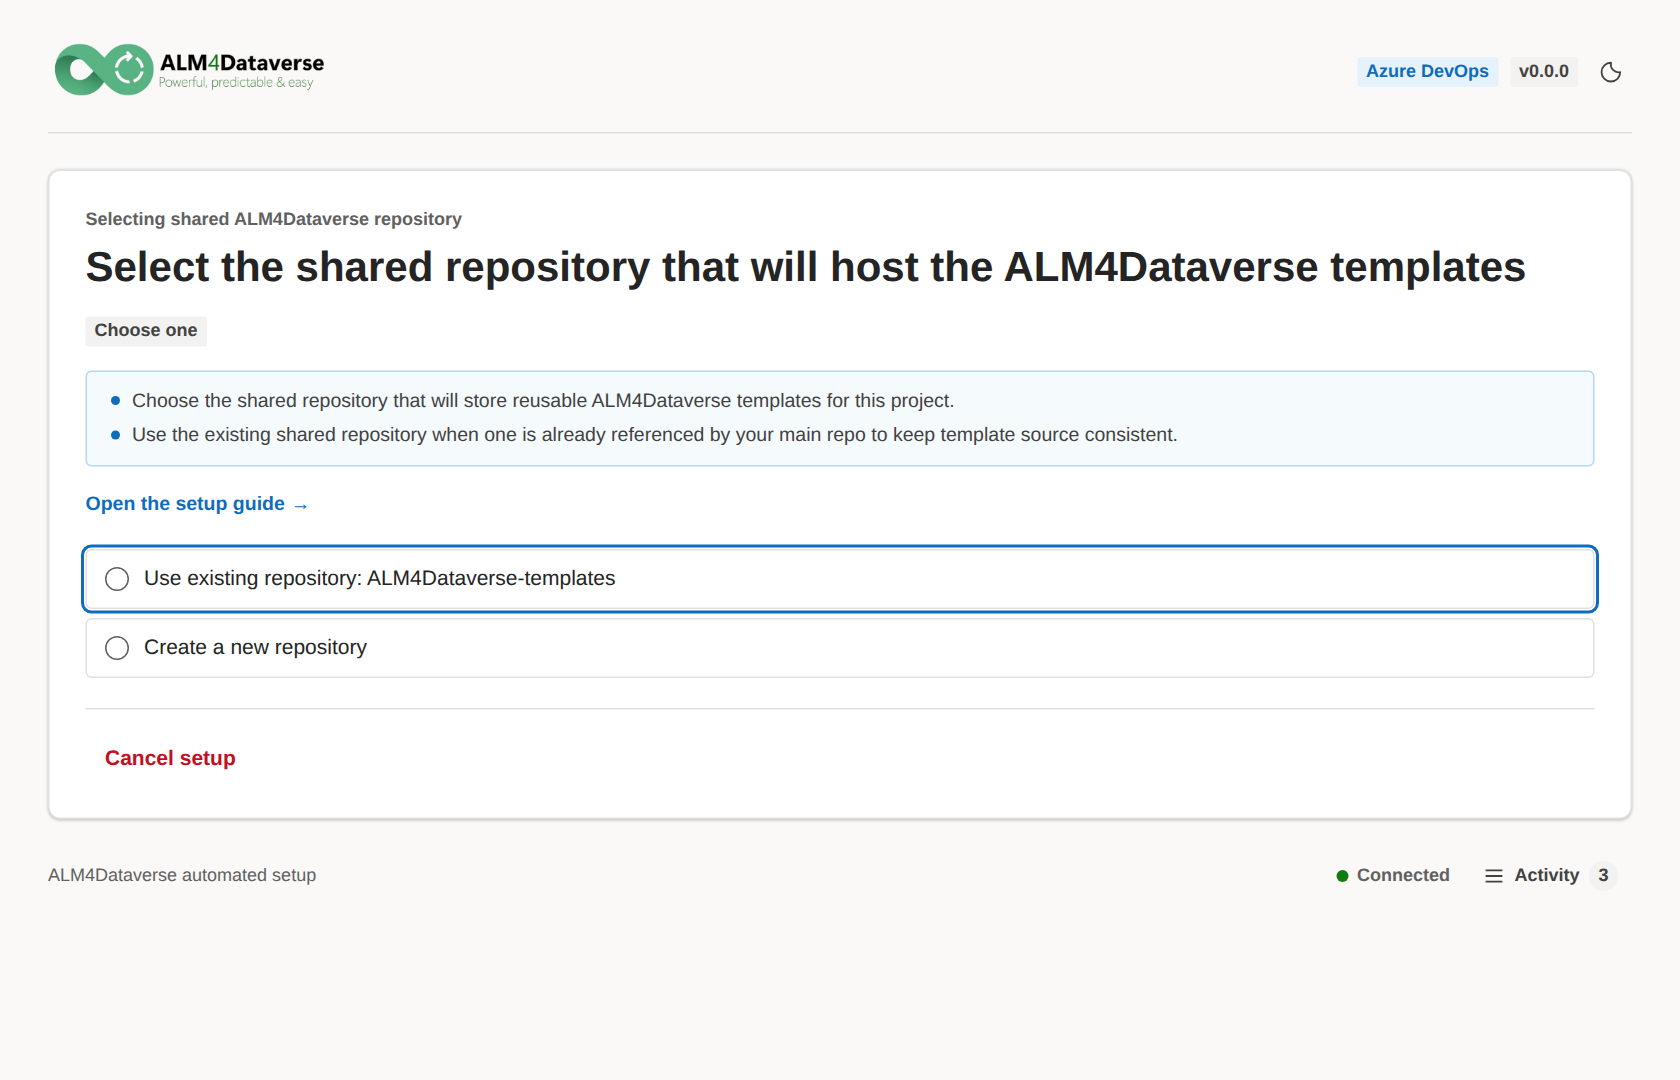 ALM4Dataverse
Powerful, predictable & easy
Azure DevOps
v0.0.0
Selecting shared ALM4Dataverse repository
Select the shared repository that will host the ALM4Dataverse templates
Choose one
Choose the shared repository that will store reusable ALM4Dataverse templates for this project.
Use the existing shared repository when one is already referenced by your main repo to keep template source consistent.
Open the setup guide →
Use existing repository: ALM4Dataverse-templates
Create a new repository
Cancel setup
ALM4Dataverse automated setup
Connected
Activity 3